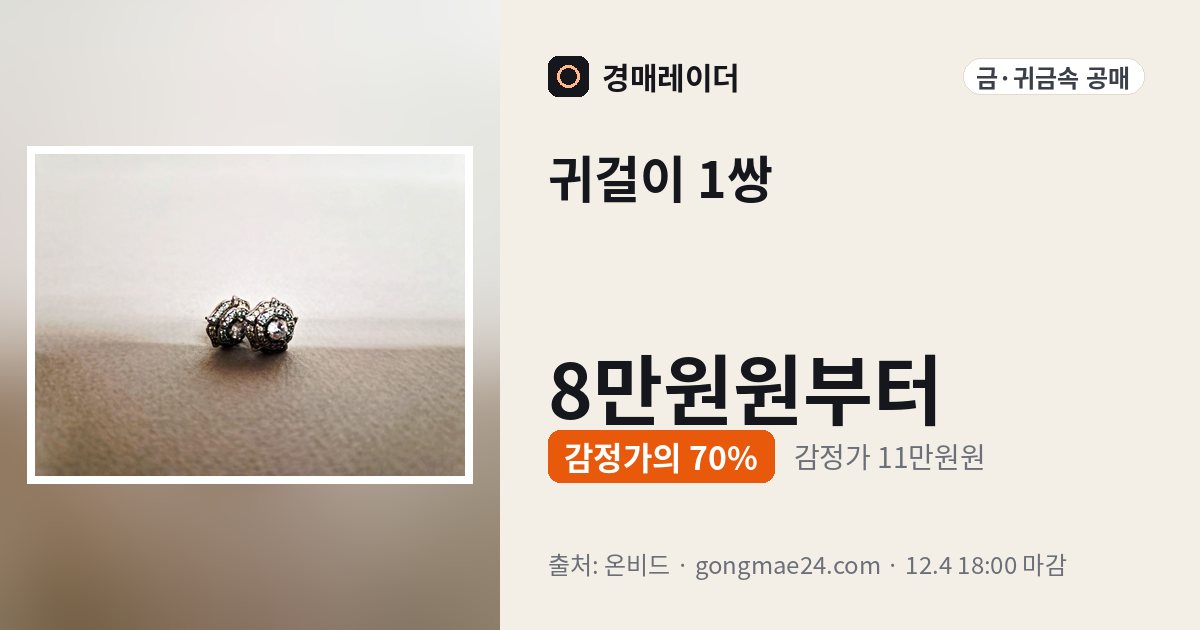 경매레이더
금·귀금속 공매
귀걸이 1쌍
8만원원부터
감정가의 70%
감정가 11만원원
출처: 온비드 · gongmae24.com · 12.4 18:00 마감